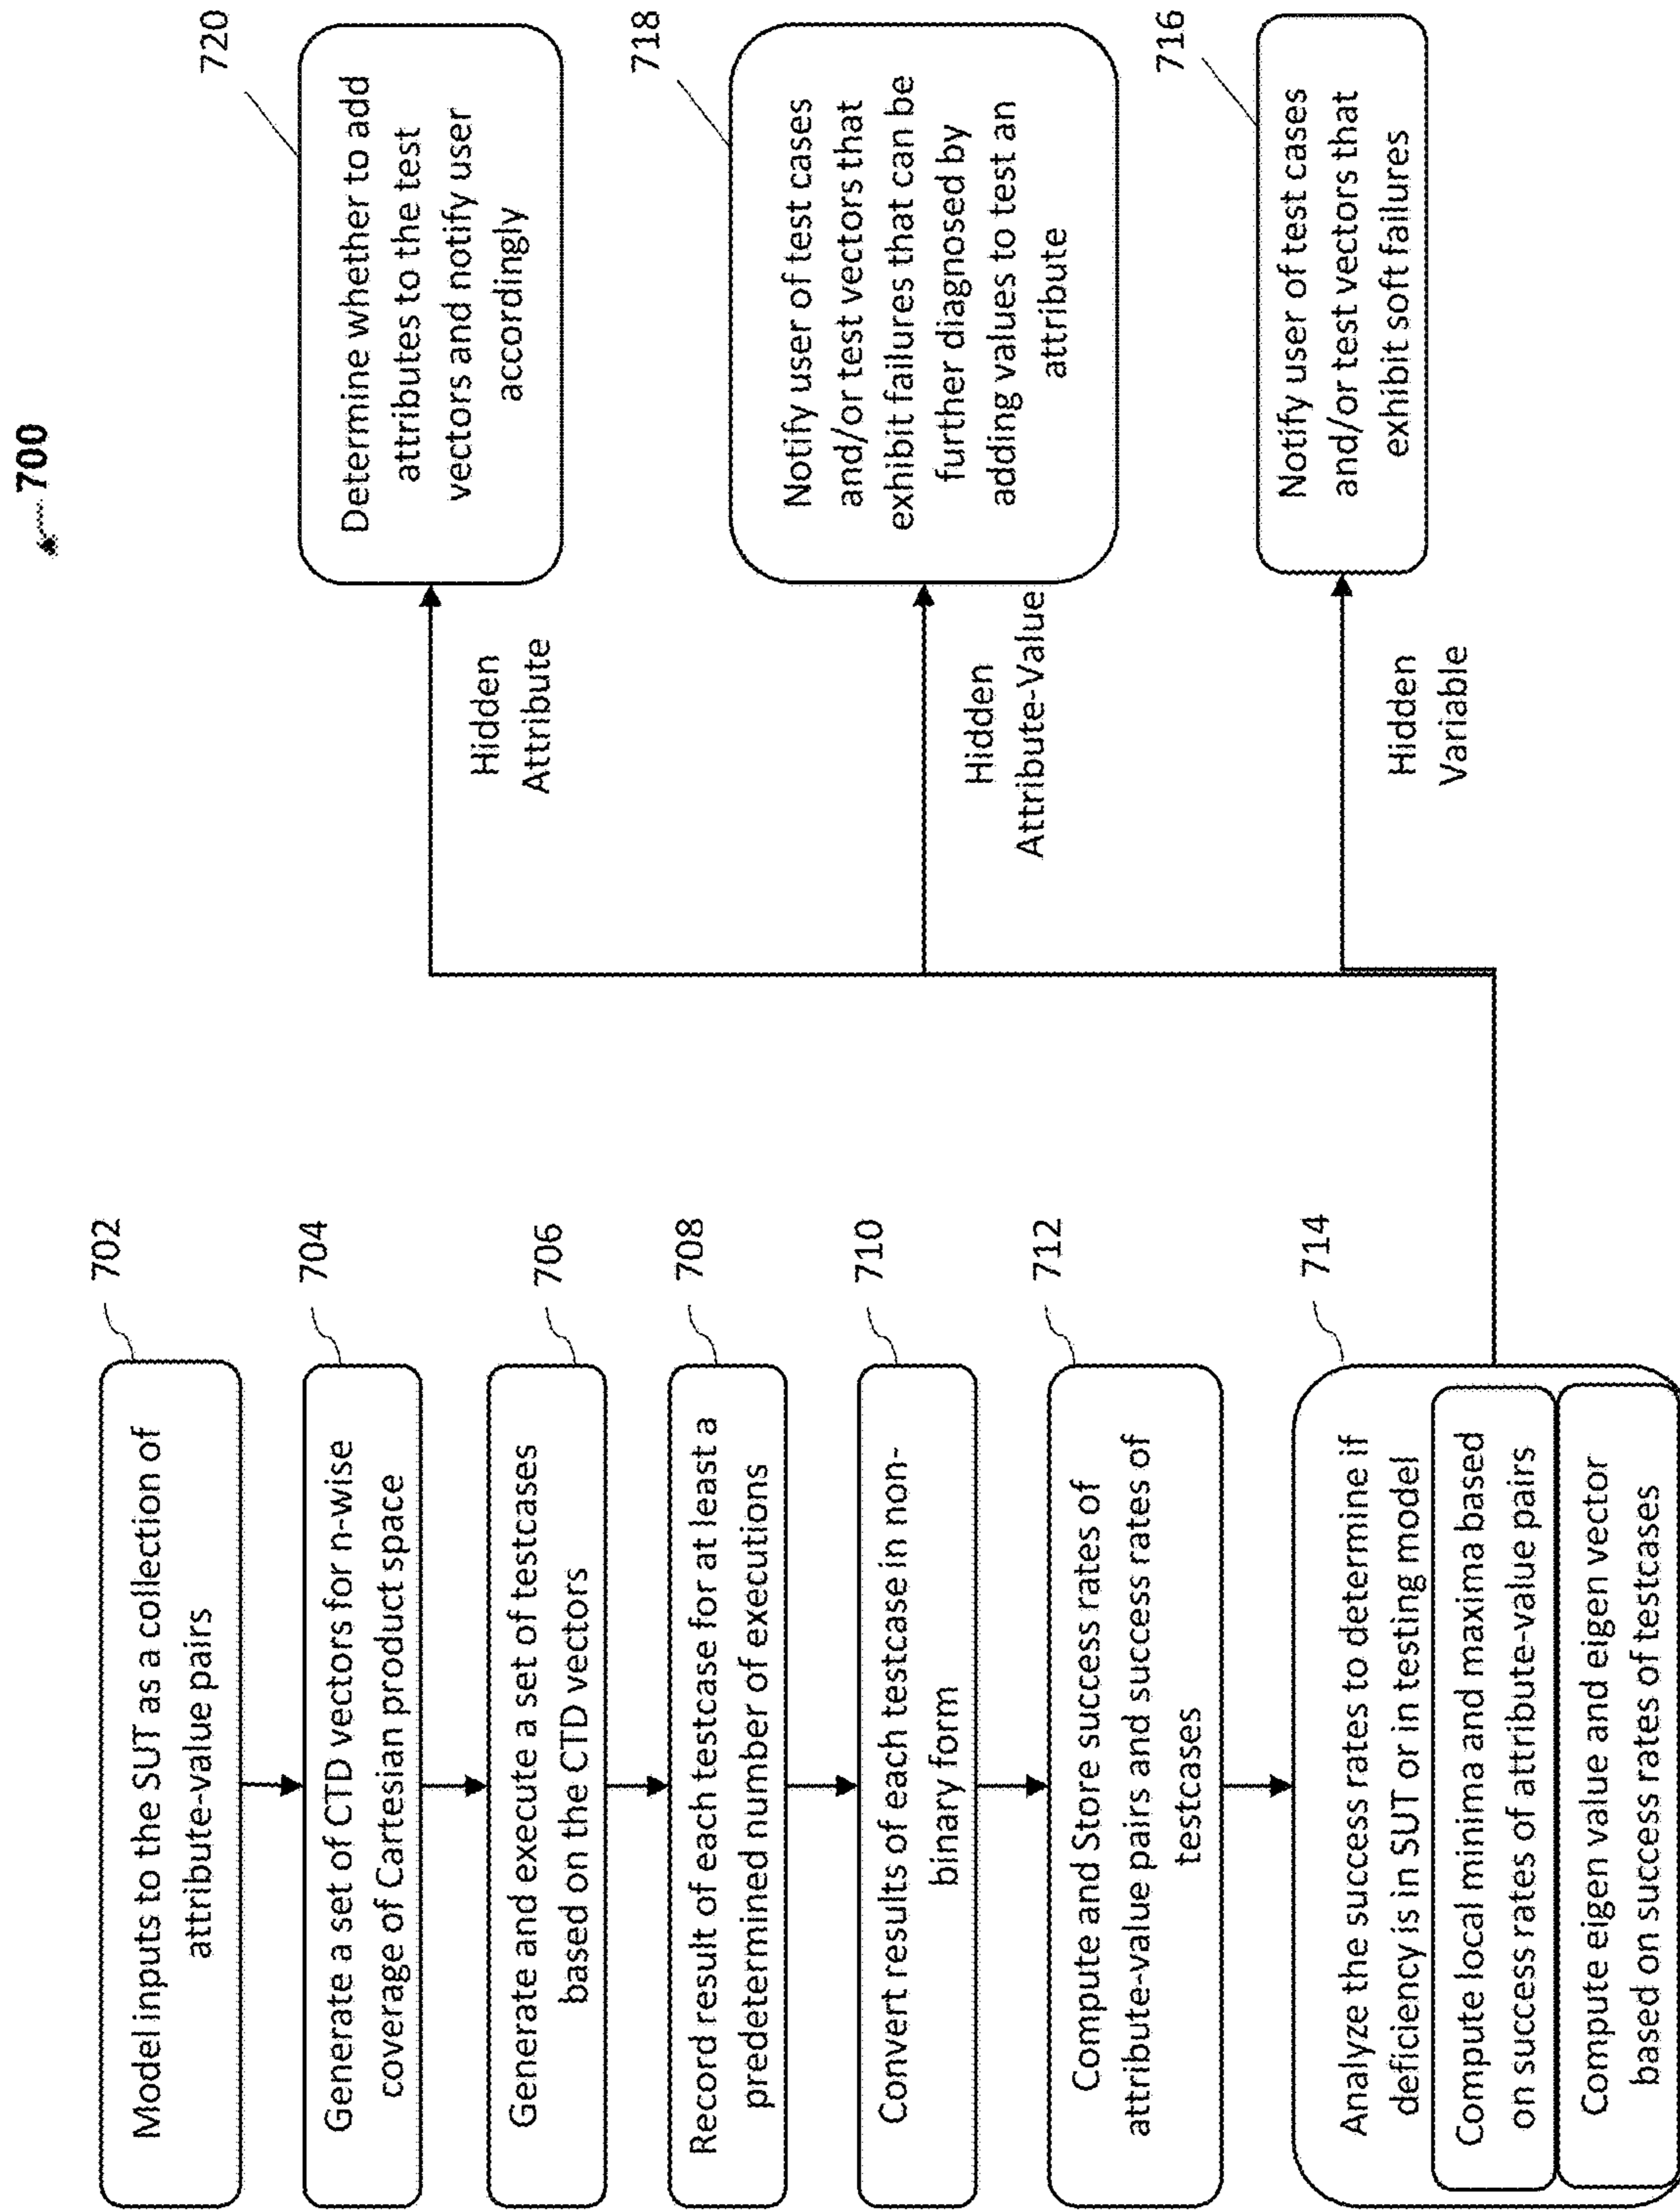 700
702
Model inputs to the SUT as a collection of
attribute-value pairs
704
Generate a set of CTD vectors for n-wise
coverage of Cartesian product space
706
Generate and execute a set of testcases
based on the CTD vectors
708
Record result of each testcase for at least a
predetermined number of executions
710
Convert results of each testcase in non-
binary form
712
Compute and Store success rates of
attribute-value pairs and success rates of
testcases
714
Analyze the success rates to determine if
deficiency is in SUT or in testing model
Compute local minima and maxima based
on success rates of attribute-value pairs
Compute eigen value and eigen vector
based on success rates of testcases
Hidden
Attribute
720
Determine whether to add
attributes to the test
vectors and notify user
accordingly
Hidden
Attribute-Value
718
Notify user of test cases
and/or test vectors that
exhibit failures that can be
further diagnosed by
adding values to test an
attribute
Hidden
Variable
716
Notify user of test cases
and/or test vectors that
exhibit soft failures